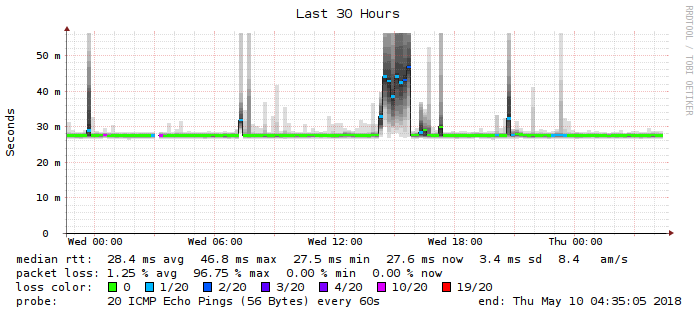 Last 30 Hours
RRDTOOL / TOBI OETIKER
Seconds
50 m
40 m
30 m
20 m
10 m
0
Wed 00:00 Wed 06:00 Wed 12:00 Wed 18:00 Thu 00:00
median rtt: 28.4 ms avg 46.8 ms max 27.5 ms min 27.6 ms now 3.4 ms sd 8.4 am/s
packet loss: 1.25 % avg 96.75 % max 0.00 % min 0.00 % now
loss color: 0 1/20 2/20 3/20 4/20 10/20 19/20
probe: 20 ICMP Echo Pings (56 Bytes) every 60s end: Thu May 10 04:35:05 2018